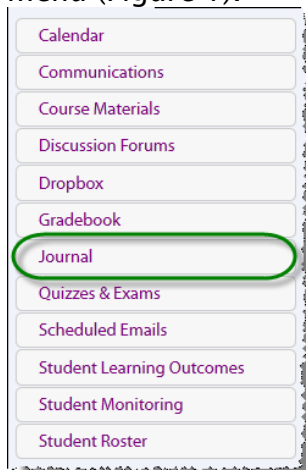 menu (Figure 1).
Calendar
Communications
Course Materials
Discussion Forums
Dropbox
Gradebook
Journal
Quizzes & Exams
Scheduled Emails
Student Learning Outcomes
Student Monitoring
Student Roster